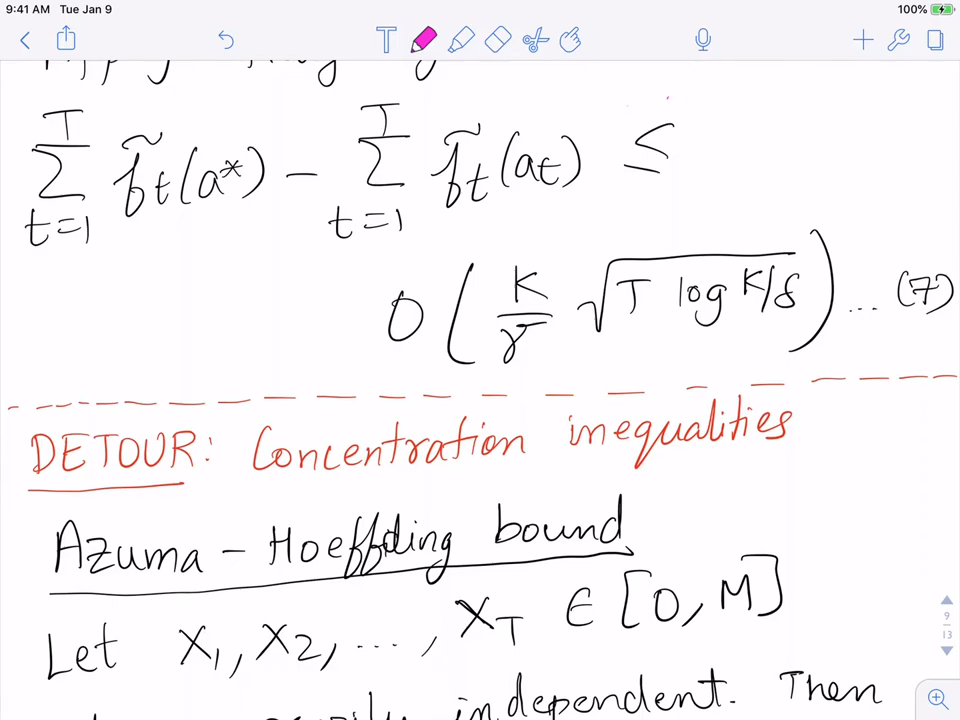 9:41 AM Tue Jan 9
100%
T
T T
∑ f̃t(a*) − ∑ f̃t(at) ≤
t=1 t=1
O ( K/γ √(T log K/δ) ) ... (7)
DETOUR: Concentration inequalities
Azuma – Hoeffding bound
Let X1, X2, ..., XT ∈ [0, M]
independent. Then
9
13